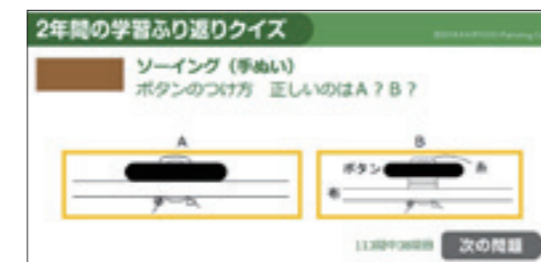 2年間の学習ふり返りクイズ
ソーイング（手ぬい）
ボタンのつけ方　正しいのはA？B？
A
B
ボタン
糸
布
次の問題